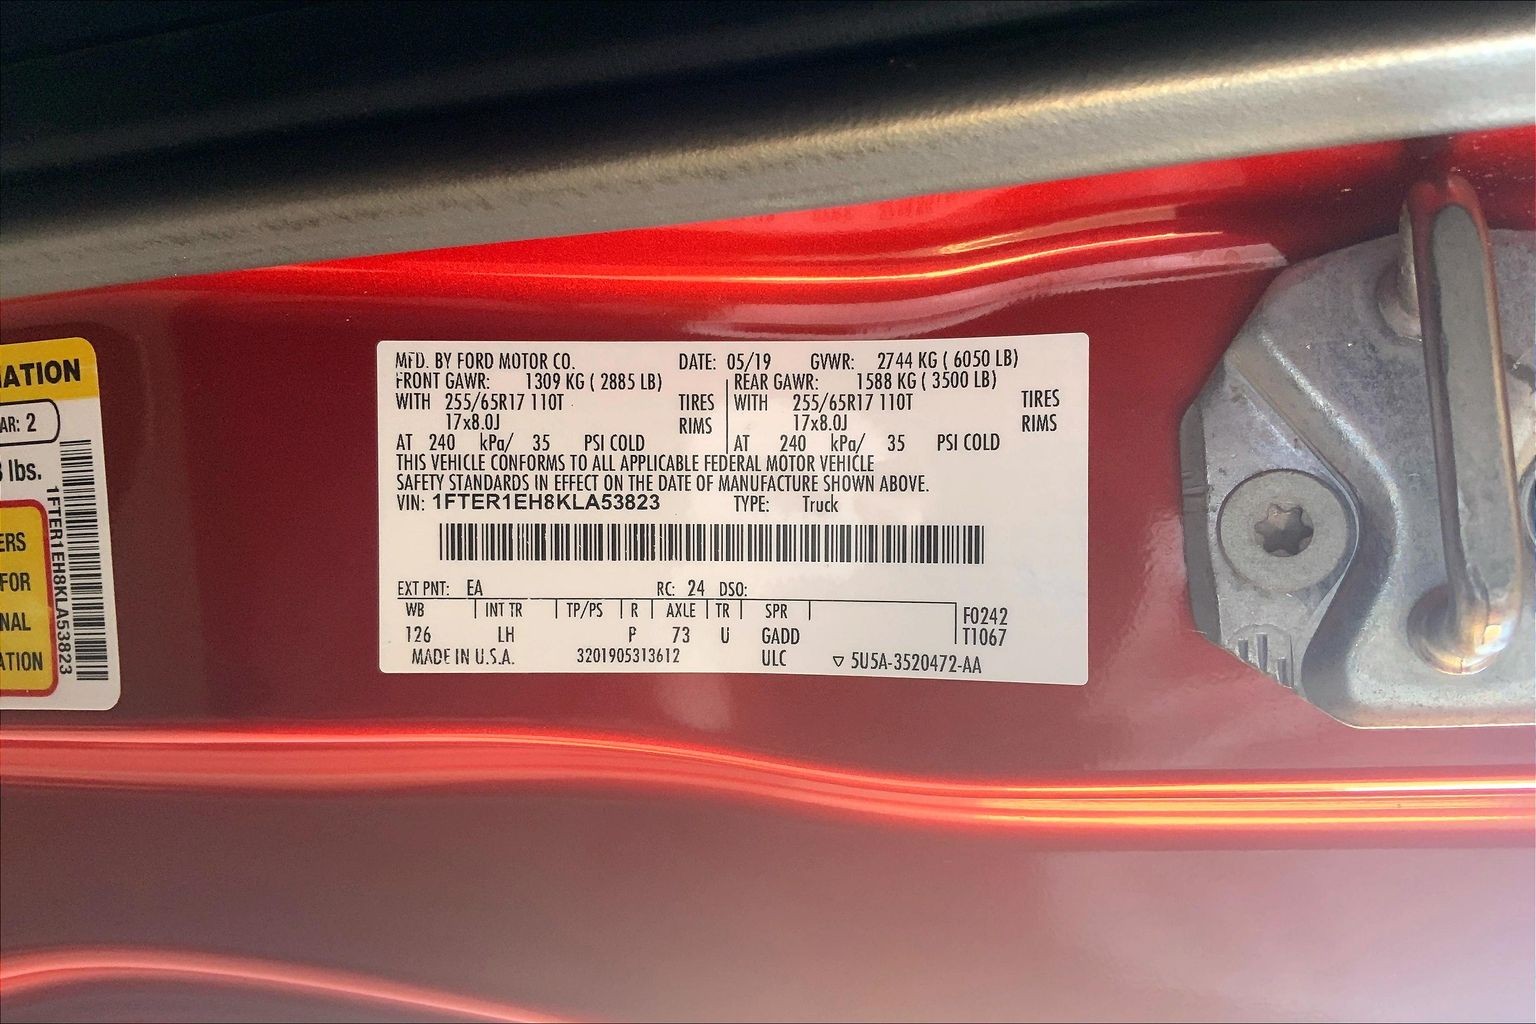 MFD. BY FORD MOTOR CO. DATE: 05/19 GVWR: 2744 KG ( 6050 LB)
FRONT GAWR: 1309 KG ( 2885 LB) REAR GAWR: 1588 KG ( 3500 LB)
WITH 255/65R17 110T TIRES WITH 255/65R17 110T TIRES
17x8.0J RIMS 17x8.0J RIMS
AT 240 kPa/ 35 PSI COLD AT 240 kPa/ 35 PSI COLD
THIS VEHICLE CONFORMS TO ALL APPLICABLE FEDERAL MOTOR VEHICLE
SAFETY STANDARDS IN EFFECT ON THE DATE OF MANUFACTURE SHOWN ABOVE.
VIN: 1FTER1EH8KLA53823 TYPE: Truck
EXT PNT: EA RC: 24 DSO:
WB INT TR TP/PS R AXLE TR SPR F0242
126 LH P 73 U GADD T1067
MADE IN U.S.A. 3201905313612 ULC ▽ 5U5A-3520472-AA
ATION
AR: 2
lbs.
ERS
FOR
NAL
ATION
1FTER1EH8KLA53823